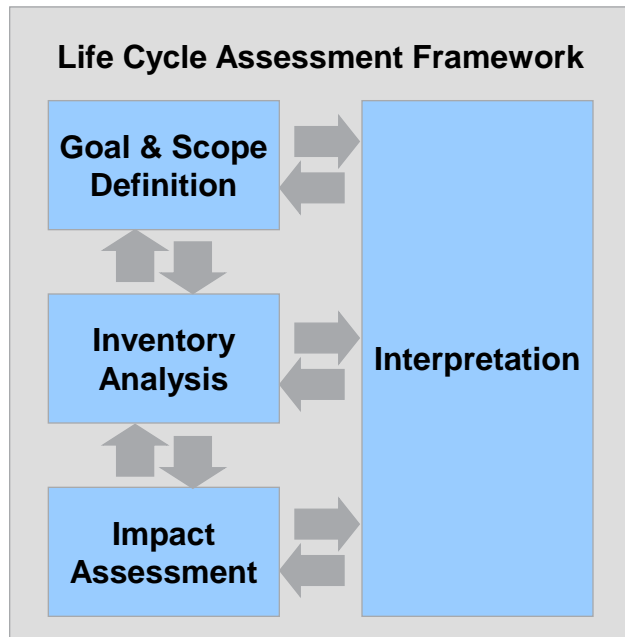 Life Cycle Assessment Framework
Goal & Scope
Definition
Inventory
Analysis
Interpretation
Impact
Assessment